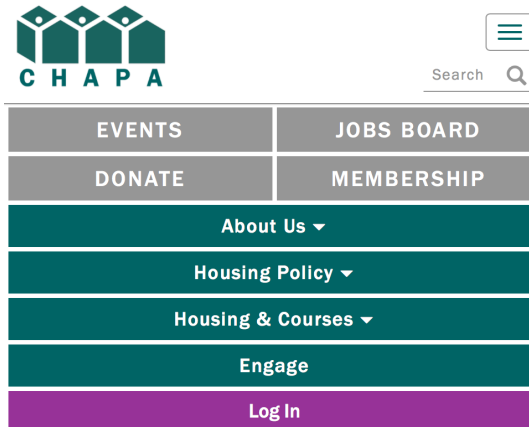 CHAPA
Search
EVENTS
JOBS BOARD
DONATE
MEMBERSHIP
About Us
Housing Policy
Housing & Courses
Engage
Log In